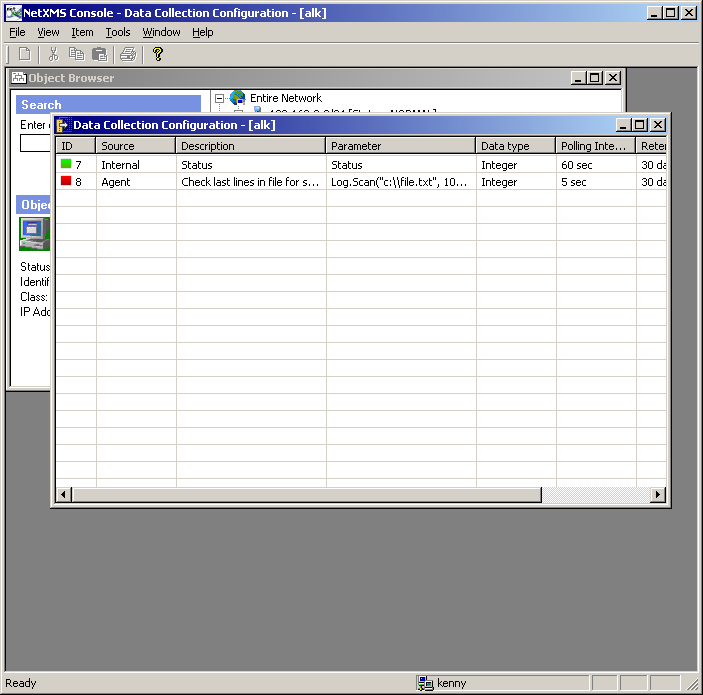 NetXMS Console - Data Collection Configuration - [alk]
File View Item Tools Window Help
Object Browser
Search
Entire Network
Enter
Data Collection Configuration - [alk]
ID Source Description Parameter Data type Polling Inte... Reten
7 Internal Status Status Integer 60 sec 30 da
8 Agent Check last lines in file for s... Log.Scan("c:\\file.txt", 10... Integer 5 sec 30 da
Objec
Status
Identif
Class:
IP Add
Ready
kenny